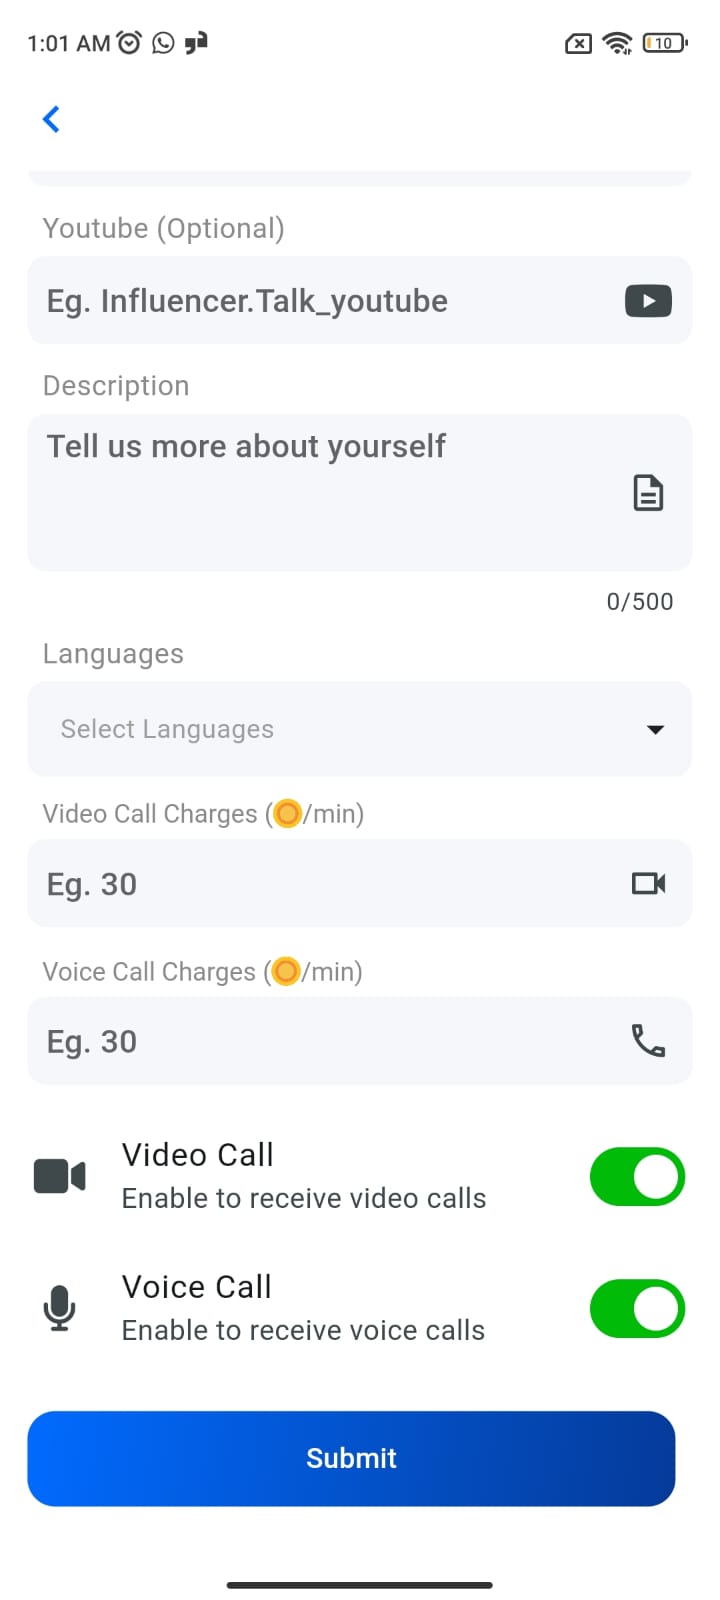 1:01 AM
10
Youtube (Optional)
Eg. Influencer.Talk_youtube
Description
Tell us more about yourself
0/500
Languages
Select Languages
Video Call Charges (/min)
Eg. 30
Voice Call Charges (/min)
Eg. 30
Video Call
Enable to receive video calls
Voice Call
Enable to receive voice calls
Submit